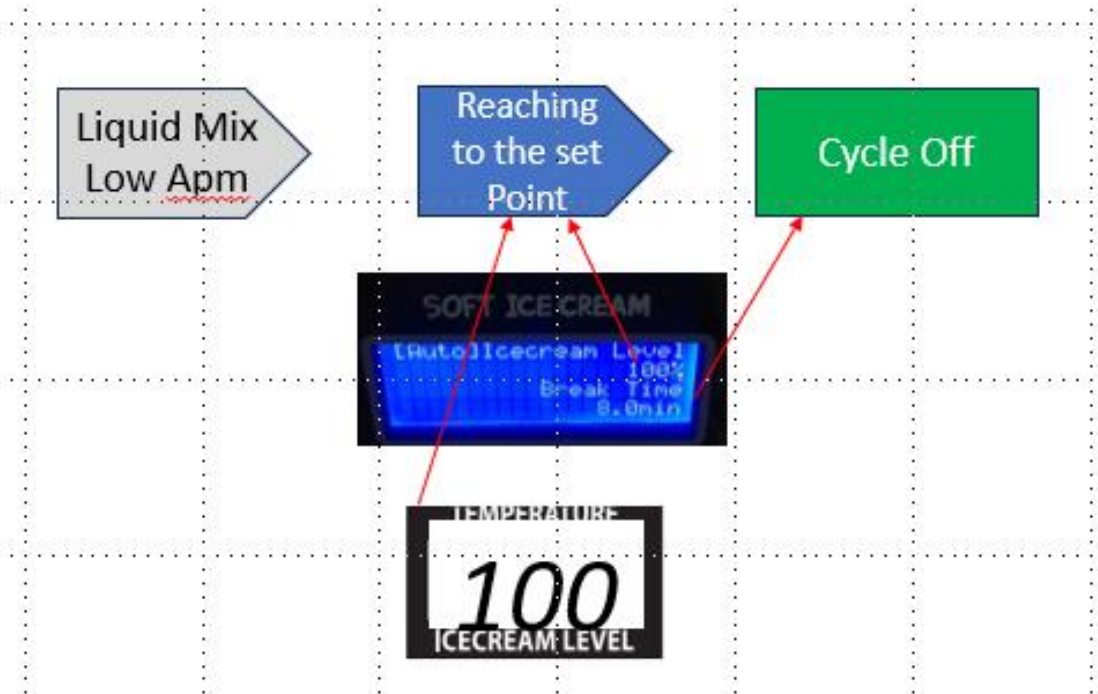 Liquid Mix
Low Apm
Reaching
to the set
Point
Cycle Off
SOFT ICE CREAM
[Auto]Icecream Level
100%
Break Time
8.0min
TEMPERATURE
100
ICECREAM LEVEL